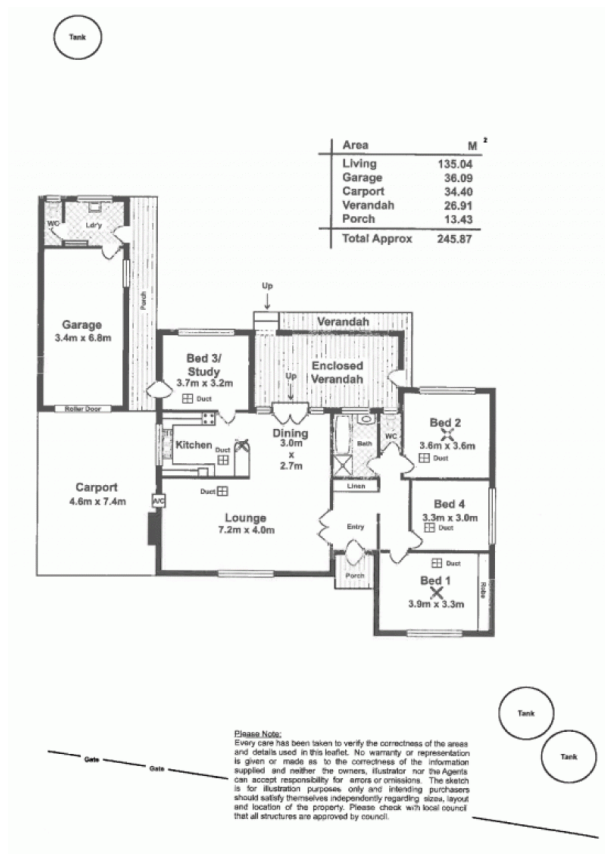 Tank
Area M 2
Living 135.04
Garage 36.09
Carport 34.40
Verandah 26.91
Porch 13.43
Total Approx 245.87
WC
Ldr'y
Porch
Garage
3.4m x 6.8m
Roller Door
Up
Verandah
Enclosed
Verandah
Up
Bed 3/
Study
3.7m x 3.2m
Duct
Kitchen
Duct
Dining
3.0m
x
2.7m
Bath
WC
Bed 2
3.6m x 3.6m
Duct
Carport
4.6m x 7.4m
A/C
Duct
Lounge
7.2m x 4.0m
Linen
Entry
Porch
Bed 4
3.3m x 3.0m
Duct
Duct
Bed 1
3.9m x 3.3m
Robe
Tank
Tank
Gate
Gate
Please Note:
Every care has been taken to verify the correctness of the areas
and details used in this leaflet. No warranty or representation
is given or made as to the correctness of the information
supplied and neither the owners, illustrator nor the Agents
can accept responsibility for errors or omissions. The sketch
is for illustration purposes only and intending purchasers
should satisfy themselves independently regarding sizes, layout
and location of the property. Please check with local council
that all structures are approved by council.